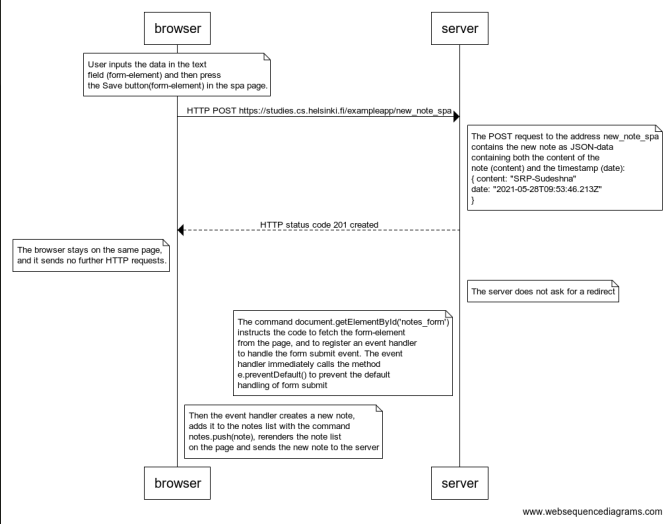 browser
server
User inputs the data in the text
field (form-element) and then press
the Save button(form-element) in the spa page.
HTTP POST https://studies.cs.helsinki.fi/exampleapp/new_note_spa
The POST request to the address new_note_spa
contains the new note as JSON-data
containing both the content of the
note (content) and the timestamp (date):
{ content: "SRP-Sudeshna"
date: "2021-05-28T09:53:46.213Z"
}
HTTP status code 201 created
The browser stays on the same page,
and it sends no further HTTP requests.
The server does not ask for a redirect
The command document.getElementById('notes_form')
instructs the code to fetch the form-element
from the page, and to register an event handler
to handle the form submit event. The event
handler immediately calls the method
e.preventDefault() to prevent the default
handling of form submit
Then the event handler creates a new note,
adds it to the notes list with the command
notes.push(note), rerenders the note list
on the page and sends the new note to the server
browser
server
www.websequencediagrams.com